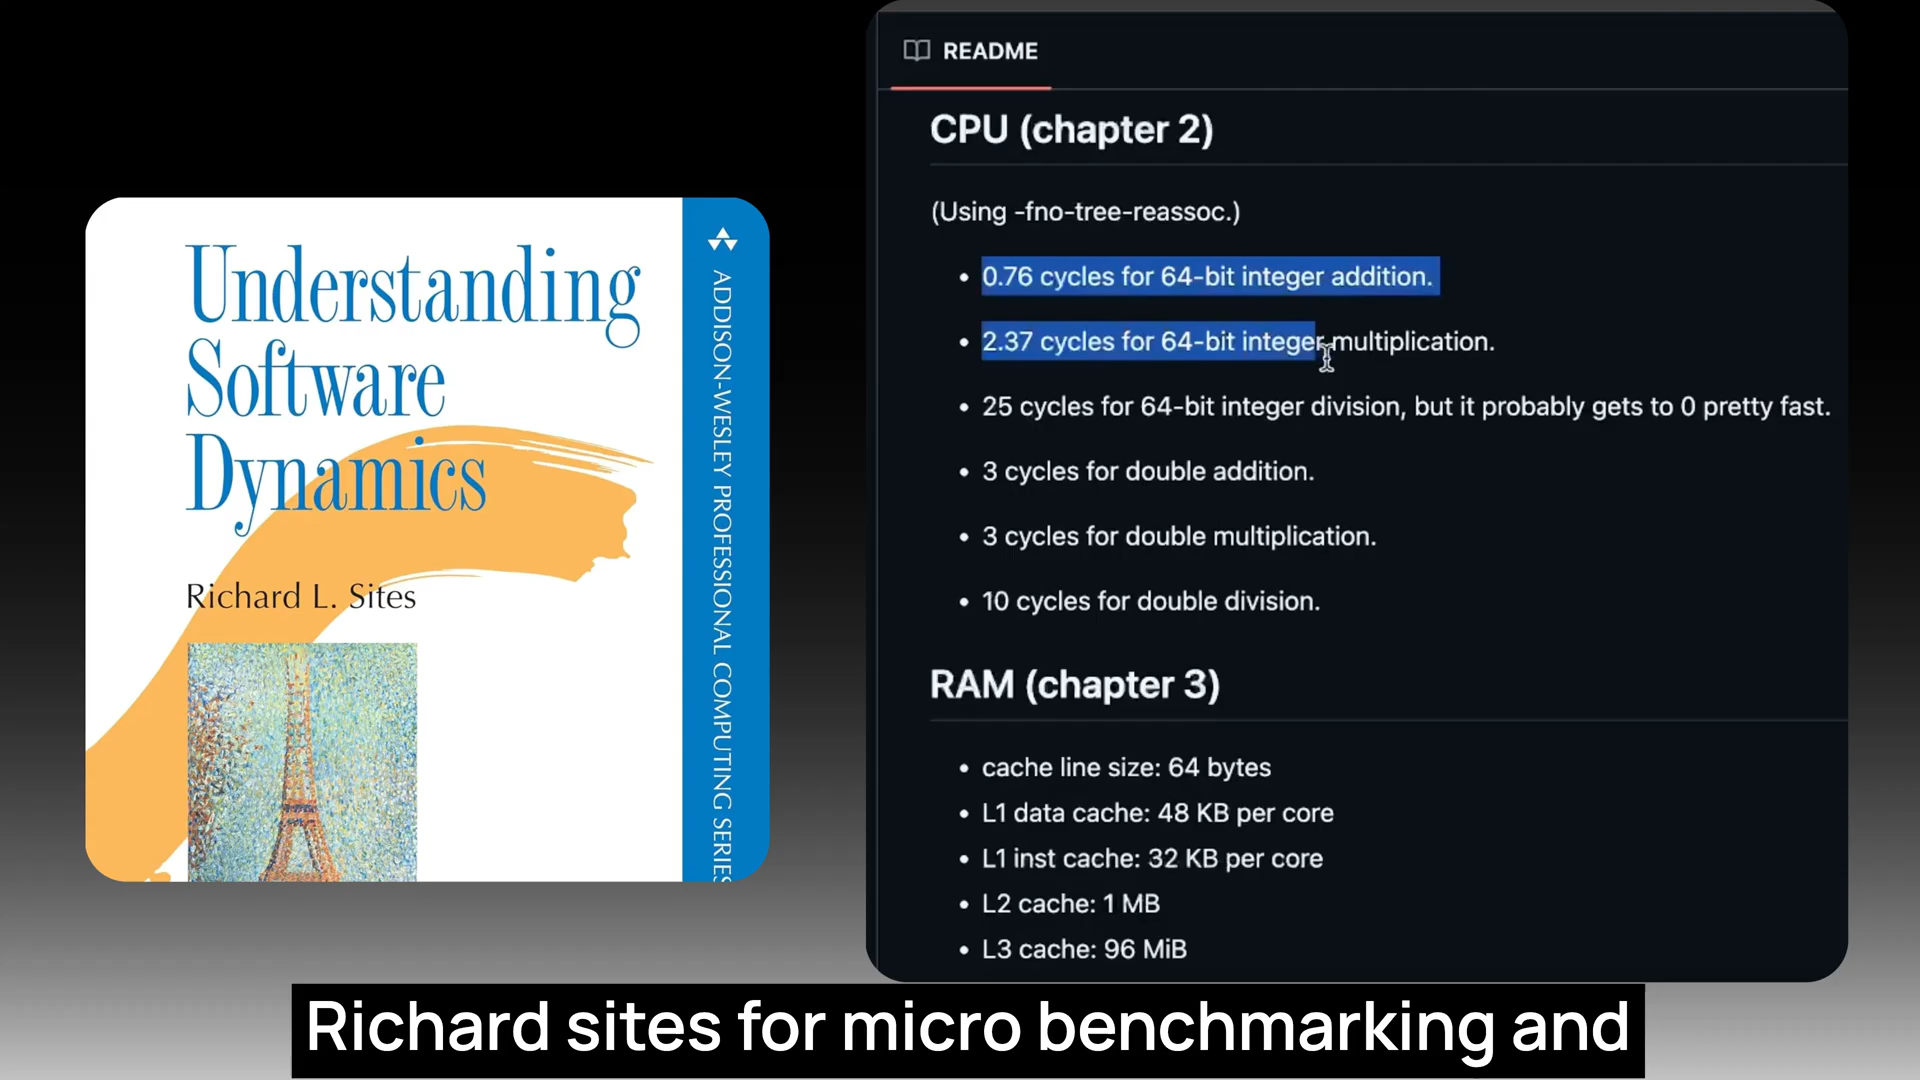 Understanding
Software
Dynamics
Richard L. Sites
ADDISON-WESLEY PROFESSIONAL COMPUTING SERIES
README
CPU (chapter 2)
(Using -fno-tree-reassoc.)
• 0.76 cycles for 64-bit integer addition.
• 2.37 cycles for 64-bit integer multiplication.
• 25 cycles for 64-bit integer division, but it probably gets to 0 pretty fast.
• 3 cycles for double addition.
• 3 cycles for double multiplication.
• 10 cycles for double division.
RAM (chapter 3)
• cache line size: 64 bytes
• L1 data cache: 48 KB per core
• L1 inst cache: 32 KB per core
• L2 cache: 1 MB
• L3 cache: 96 MiB
Richard sites for micro benchmarking and